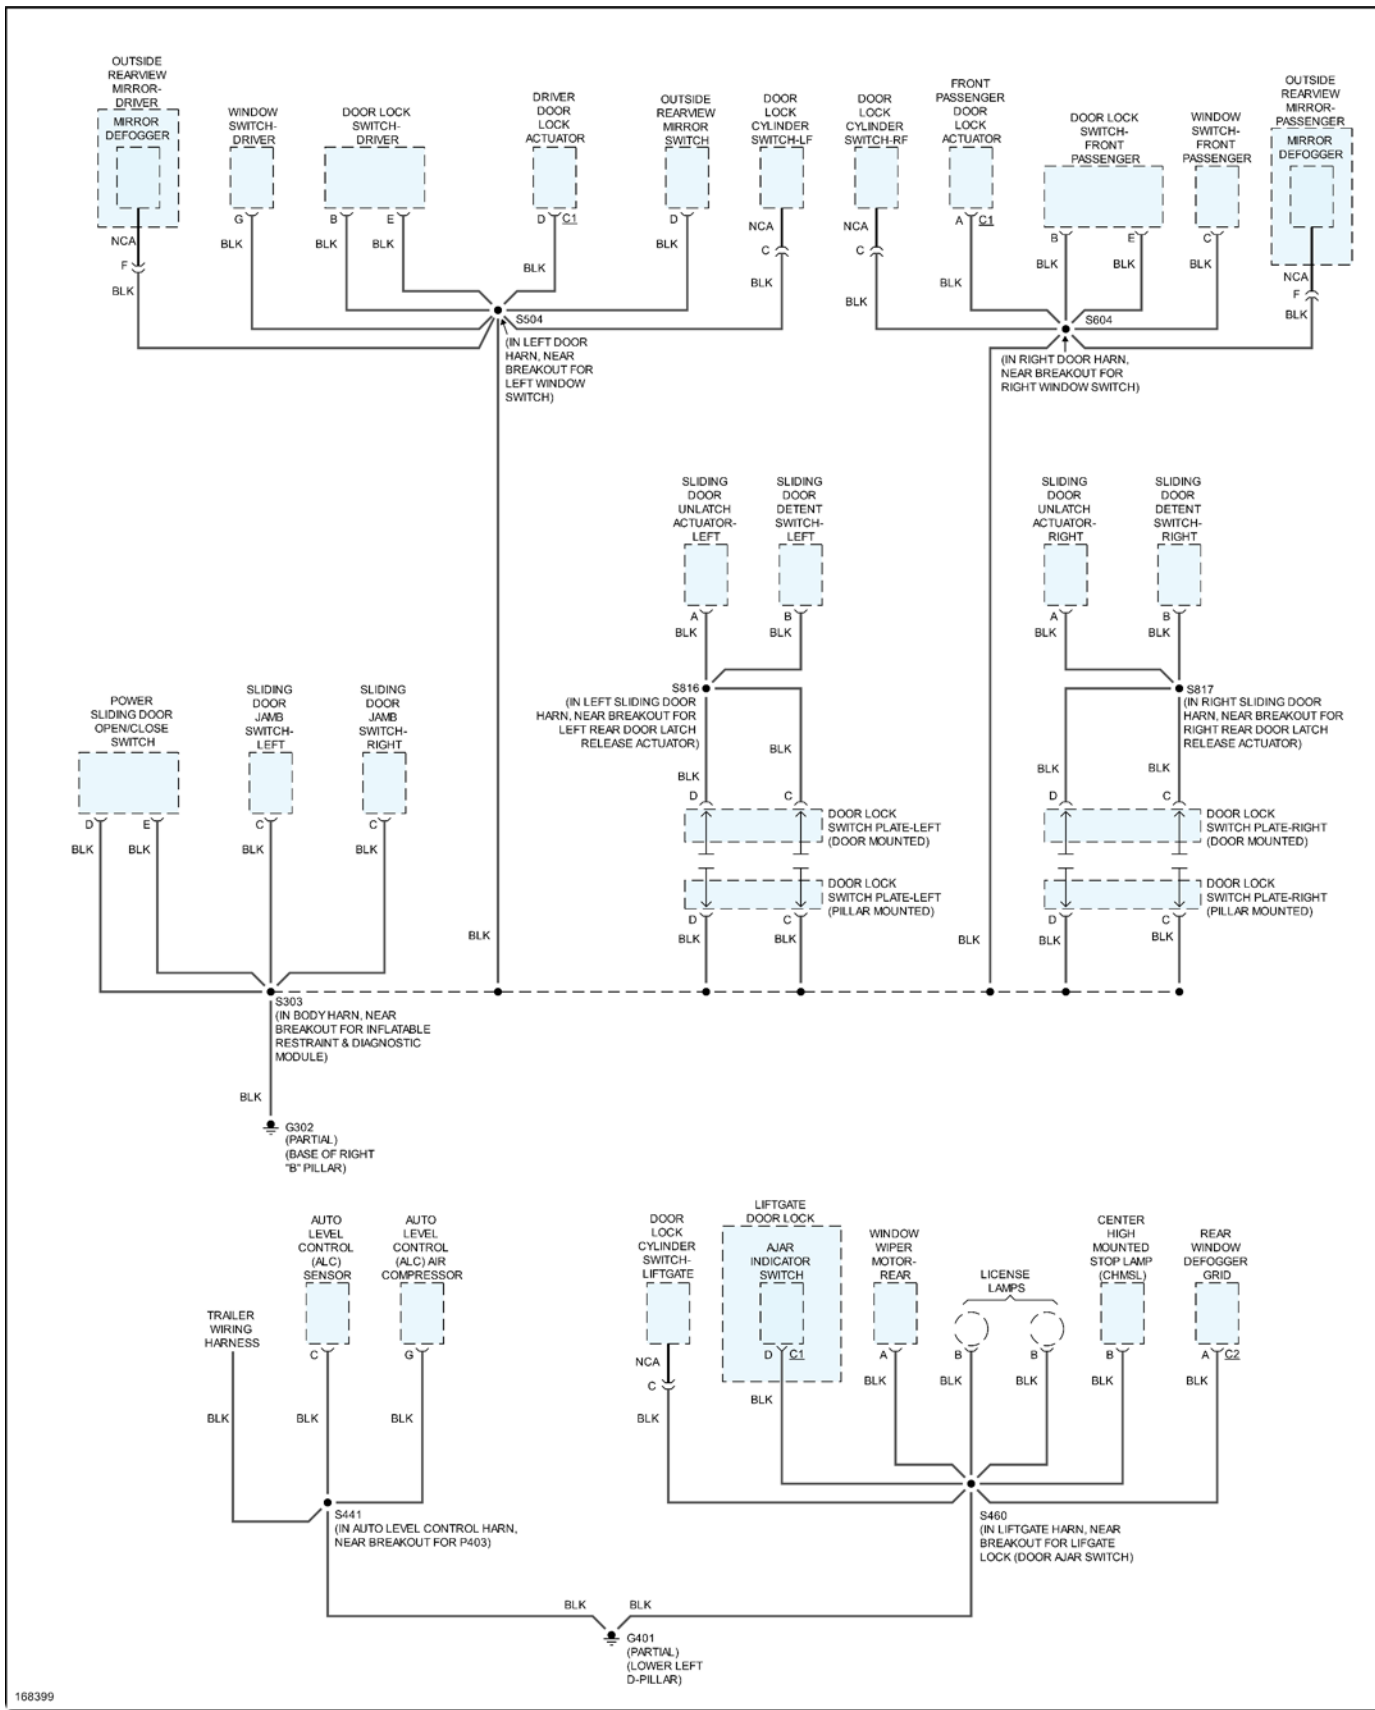 OUTSIDE
REARVIEW
MIRROR-
DRIVER
MIRROR
DEFOGGER
NCA
F
BLK
WINDOW
SWITCH-
DRIVER
G
BLK
DOOR LOCK
SWITCH-
DRIVER
B
E
BLK
BLK
DRIVER
DOOR
LOCK
ACTUATOR
D
C1
BLK
OUTSIDE
REARVIEW
MIRROR
SWITCH
D
BLK
DOOR
LOCK
CYLINDER
SWITCH-LF
NCA
C
BLK
DOOR
LOCK
CYLINDER
SWITCH-RF
NCA
C
BLK
FRONT
PASSENGER
DOOR
LOCK
ACTUATOR
A
C1
BLK
DOOR LOCK
SWITCH-
FRONT
PASSENGER
B
E
BLK
BLK
WINDOW
SWITCH-
FRONT
PASSENGER
C
BLK
OUTSIDE
REARVIEW
MIRROR-
PASSENGER
MIRROR
DEFOGGER
NCA
F
BLK
S504
(IN LEFT DOOR
HARN, NEAR
BREAKOUT FOR
LEFT WINDOW
SWITCH)
S604
(IN RIGHT DOOR HARN,
NEAR BREAKOUT FOR
RIGHT WINDOW SWITCH)
SLIDING
DOOR
UNLATCH
ACTUATOR-
LEFT
A
BLK
SLIDING
DOOR
DETENT
SWITCH-
LEFT
B
BLK
SLIDING
DOOR
UNLATCH
ACTUATOR-
RIGHT
A
BLK
SLIDING
DOOR
DETENT
SWITCH-
RIGHT
B
BLK
S816
(IN LEFT SLIDING DOOR
HARN, NEAR BREAKOUT FOR
LEFT REAR DOOR LATCH
RELEASE ACTUATOR)
S817
(IN RIGHT SLIDING DOOR
HARN, NEAR BREAKOUT FOR
RIGHT REAR DOOR LATCH
RELEASE ACTUATOR)
BLK
BLK
D
C
DOOR LOCK
SWITCH PLATE-LEFT
(DOOR MOUNTED)
DOOR LOCK
SWITCH PLATE-LEFT
(PILLAR MOUNTED)
D
C
BLK
BLK
BLK
BLK
D
C
DOOR LOCK
SWITCH PLATE-RIGHT
(DOOR MOUNTED)
DOOR LOCK
SWITCH PLATE-RIGHT
(PILLAR MOUNTED)
D
C
BLK
BLK
POWER
SLIDING DOOR
OPEN/CLOSE
SWITCH
D
E
BLK
BLK
SLIDING
DOOR
JAMB
SWITCH-
LEFT
C
BLK
SLIDING
DOOR
JAMB
SWITCH-
RIGHT
C
BLK
BLK
BLK
S303
(IN BODY HARN, NEAR
BREAKOUT FOR INFLATABLE
RESTRAINT & DIAGNOSTIC
MODULE)
BLK
G302
(PARTIAL)
(BASE OF RIGHT
"B" PILLAR)
TRAILER
WIRING
HARNESS
BLK
AUTO
LEVEL
CONTROL
(ALC)
SENSOR
C
BLK
AUTO
LEVEL
CONTROL
(ALC) AIR
COMPRESSOR
G
BLK
S441
(IN AUTO LEVEL CONTROL HARN,
NEAR BREAKOUT FOR P403)
DOOR
LOCK
CYLINDER
SWITCH-
LIFTGATE
NCA
C
BLK
LIFTGATE
DOOR LOCK
AJAR
INDICATOR
SWITCH
D
C1
BLK
WINDOW
WIPER
MOTOR-
REAR
A
BLK
LICENSE
LAMPS
B
B
BLK
BLK
CENTER
HIGH
MOUNTED
STOP LAMP
(CHMSL)
B
BLK
REAR
WINDOW
DEFOGGER
GRID
A
C2
BLK
S460
(IN LIFTGATE HARN, NEAR
BREAKOUT FOR LIFGATE
LOCK (DOOR AJAR SWITCH)
BLK
BLK
G401
(PARTIAL)
(LOWER LEFT
D-PILLAR)
168399